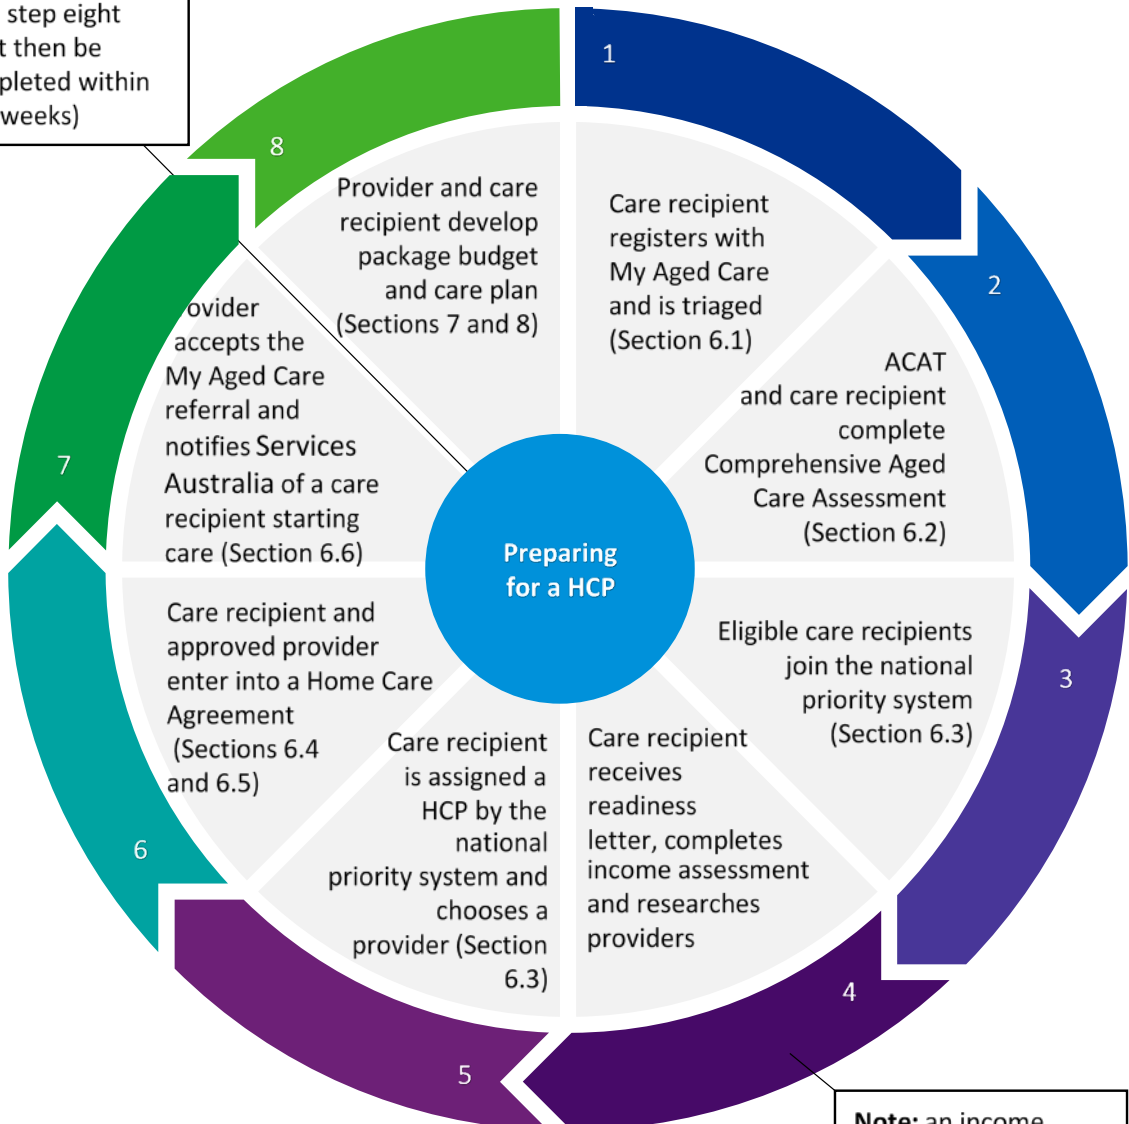 step eight
then be
within
weeks)
1
Care recipient
registers with
My Aged Care
and is triaged
(Section 6.1)
2
ACAT
and care recipient
complete
Comprehensive Aged
Care Assessment
(Section 6.2)
3
Eligible care recipients
join the national
priority system
(Section 6.3)
4
Care recipient
receives
readiness
letter, completes
income assessment
and researches
providers
Note: an income
5
Care recipient
is assigned a
HCP by the
national
priority system and
chooses a
provider (Section
6.3)
6
Care recipient and
approved provider
enter into a Home Care
Agreement
(Sections 6.4
and 6.5)
7
ovider
accepts the
My Aged Care
referral and
notifies Services
Australia of a care
recipient starting
care (Section 6.6)
8
Provider and care
recipient develop
package budget
and care plan
(Sections 7 and 8)
Preparing
for a HCP